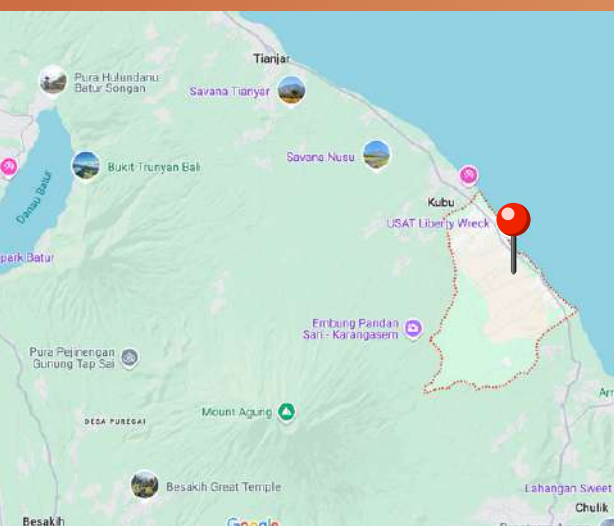 Tianjar
Pura Hulundanu
Batur Songan
Savana Tianyar
Bukit Trunyan Bali
Savana Nusu
Danau Batur
Kubu
USAT Liberty Wreck
park Batur
Embung Pandan
Sari - Karangasem
Pura Pejinengan
Gunung Tap Sai
Mount Agung
DESA PUREGAI
Besakih Great Temple
Lahangan Sweet
Chulik
Besakih
Google